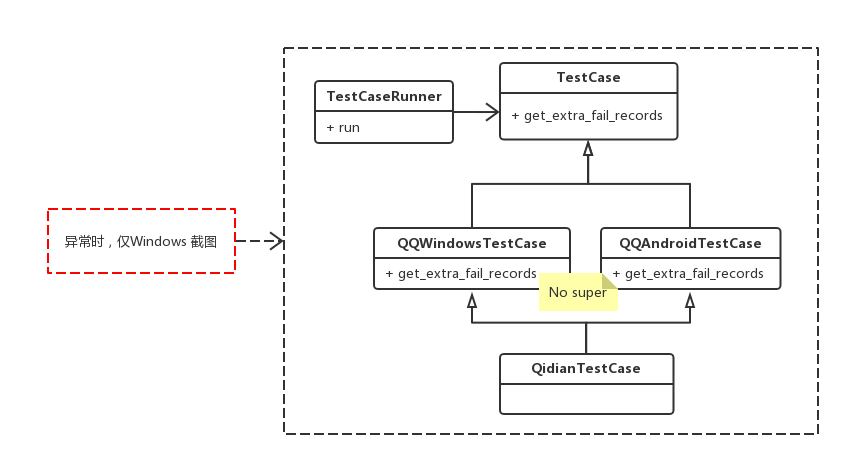 TestCase
+ get_extra_fail_records
TestCaseRunner
+ run
异常时，仅Windows 截图
QQWindowsTestCase
+ get_extra_fail_records
QQAndroidTestCase
+ get_extra_fail_records
No super
QidianTestCase